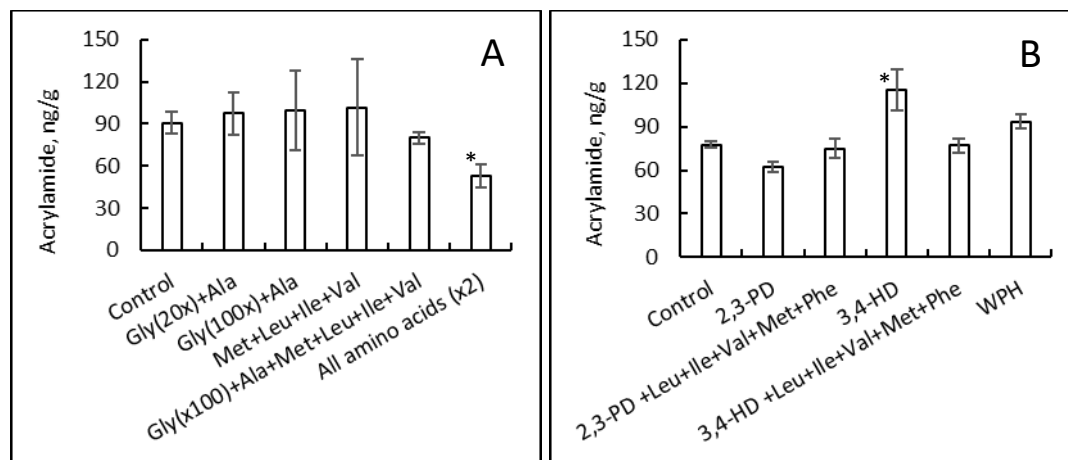 A
Acrylamide, ng/g
150
120
90
60
30
0
*
Control
Gly(20x)+Ala
Gly(100x)+Ala
Met+Leu+Ile+Val
Gly(x100)+Ala+Met+Leu+Ile+Val
All amino acids (x2)
B
Acrylamide, ng/g
150
120
90
60
30
0
*
Control
2,3-PD
2,3-PD +Leu+Ile+Val+Met+Phe
3,4-HD
3,4-HD +Leu+Ile+Val+Met+Phe
WPH